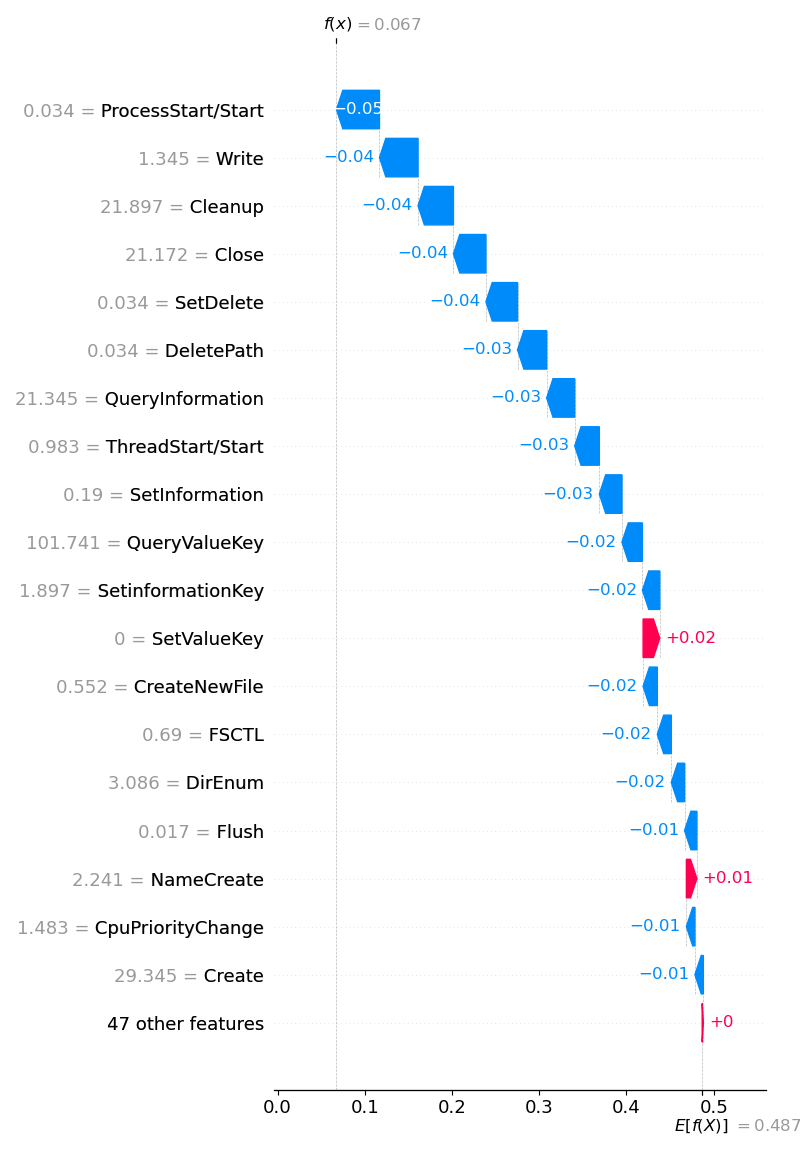 f(x) = 0.067
0.034 = ProcessStart/Start −0.05
1.345 = Write −0.04
21.897 = Cleanup −0.04
21.172 = Close −0.04
0.034 = SetDelete −0.04
0.034 = DeletePath −0.03
21.345 = QueryInformation −0.03
0.983 = ThreadStart/Start −0.03
0.19 = SetInformation −0.03
101.741 = QueryValueKey −0.02
1.897 = SetinformationKey −0.02
0 = SetValueKey +0.02
0.552 = CreateNewFile −0.02
0.69 = FSCTL −0.02
3.086 = DirEnum −0.02
0.017 = Flush −0.01
2.241 = NameCreate +0.01
1.483 = CpuPriorityChange −0.01
29.345 = Create −0.01
47 other features +0
0.0 0.1 0.2 0.3 0.4 0.5
E[f(X)] = 0.487